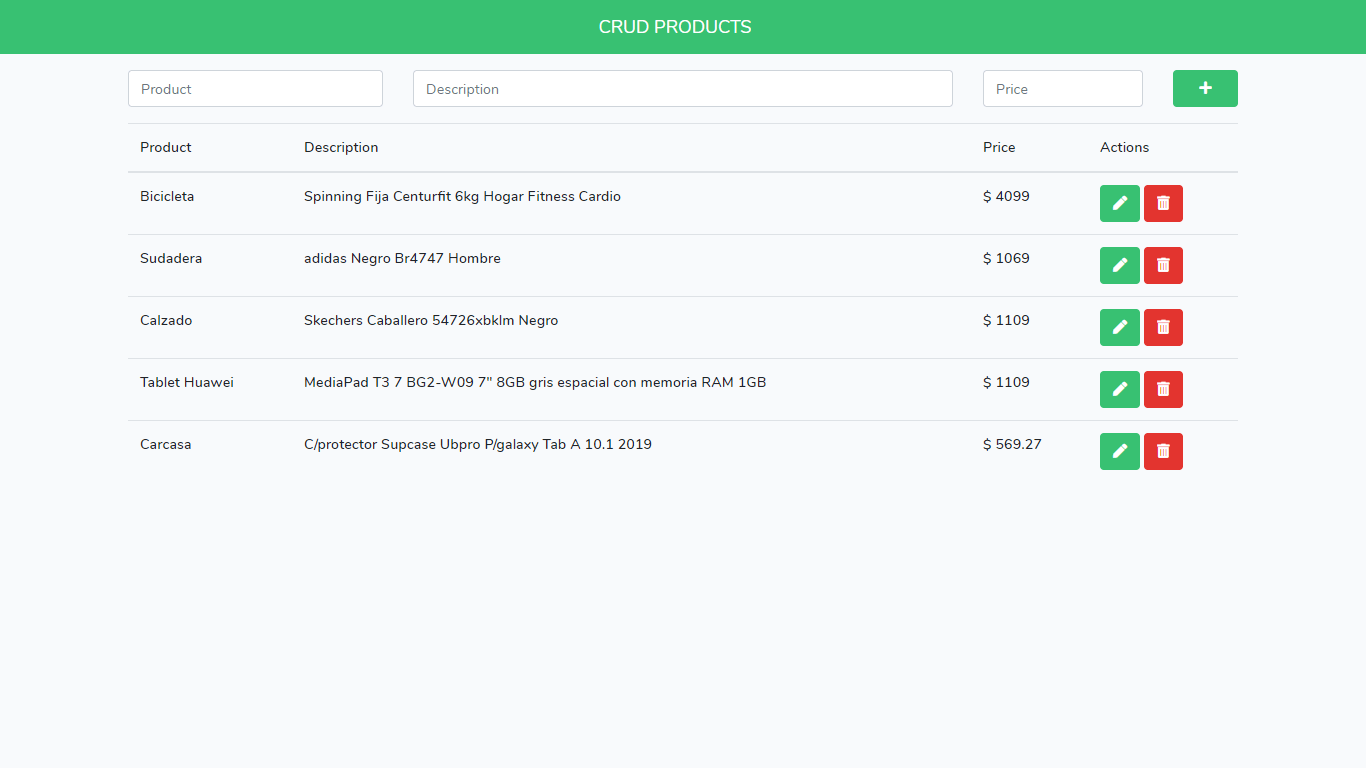 CRUD PRODUCTS
Product Description Price +
Product Description Price Actions
Bicicleta Spinning Fija Centurfit 6kg Hogar Fitness Cardio $ 4099
Sudadera adidas Negro Br4747 Hombre $ 1069
Calzado Skechers Caballero 54726xbklm Negro $ 1109
Tablet Huawei MediaPad T3 7 BG2-W09 7" 8GB gris espacial con memoria RAM 1GB $ 1109
Carcasa C/protector Supcase Ubpro P/galaxy Tab A 10.1 2019 $ 569.27